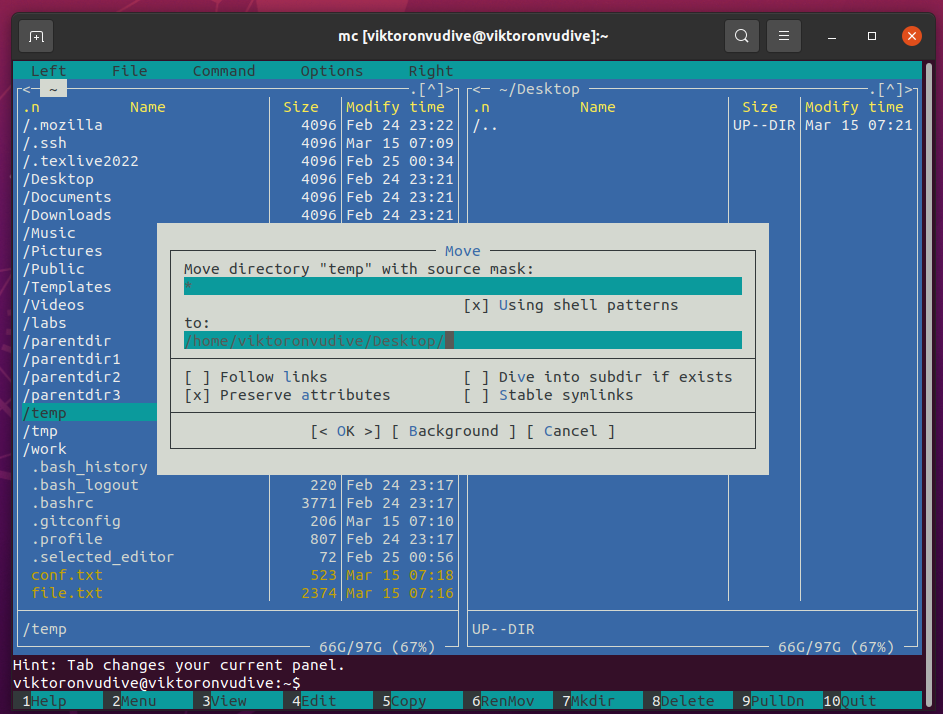 mc [viktoronvudive@viktoronvudive]:~
Left File Command Options Right
<─ ~ .[^]>
.n Name Size Modify time
/.mozilla 4096 Feb 24 23:22
/.ssh 4096 Mar 15 07:09
/.texlive2022 4096 Feb 25 00:34
/Desktop 4096 Feb 24 23:21
/Documents 4096 Feb 24 23:21
/Downloads 4096 Feb 24 23:21
/Music
/Pictures
/Public
/Templates
/Videos
/labs
/parentdir
/parentdir1
/parentdir2
/parentdir3
/temp
/tmp
/work
.bash_history
.bash_logout 220 Feb 24 23:17
.bashrc 3771 Feb 24 23:17
.gitconfig 206 Mar 15 07:10
.profile 807 Feb 24 23:17
.selected_editor 72 Feb 25 00:56
conf.txt 523 Mar 15 07:18
file.txt 2374 Mar 15 07:16
/temp
66G/97G (67%)
<─ ~/Desktop .[^]>
.n Name Size Modify time
/.. UP--DIR Mar 15 07:21
UP--DIR
66G/97G (67%)
Move
Move directory "temp" with source mask:
*
[x] Using shell patterns
to:
/home/viktoronvudive/Desktop/
[ ] Follow links [ ] Dive into subdir if exists
[x] Preserve attributes [ ] Stable symlinks
[< OK >] [ Background ] [ Cancel ]
Hint: Tab changes your current panel.
viktoronvudive@viktoronvudive:~$
1Help 2Menu 3View 4Edit 5Copy 6RenMov 7Mkdir 8Delete 9PullDn 10Quit